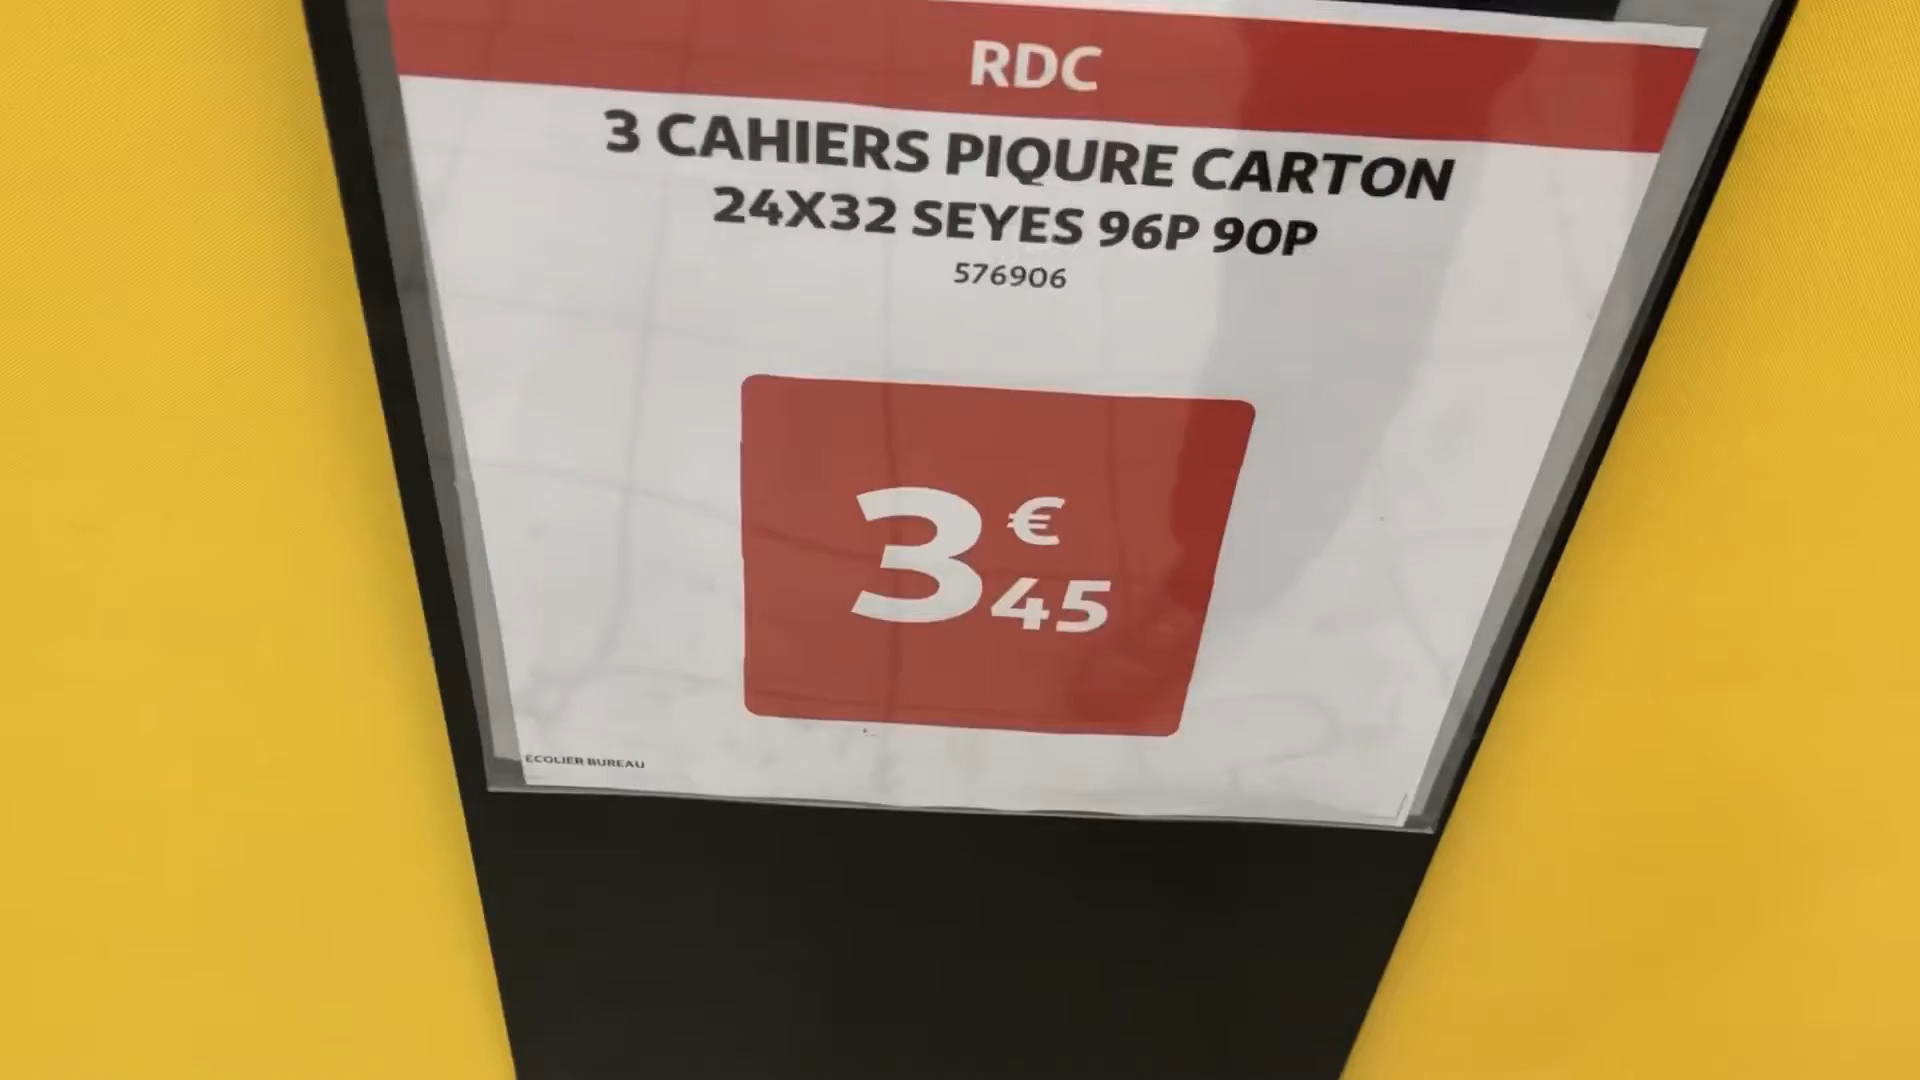 RDC
3 CAHIERS PIQURE CARTON
24X32 SEYES 96P 90P
576906
3€45
ECOLIER BUREAU